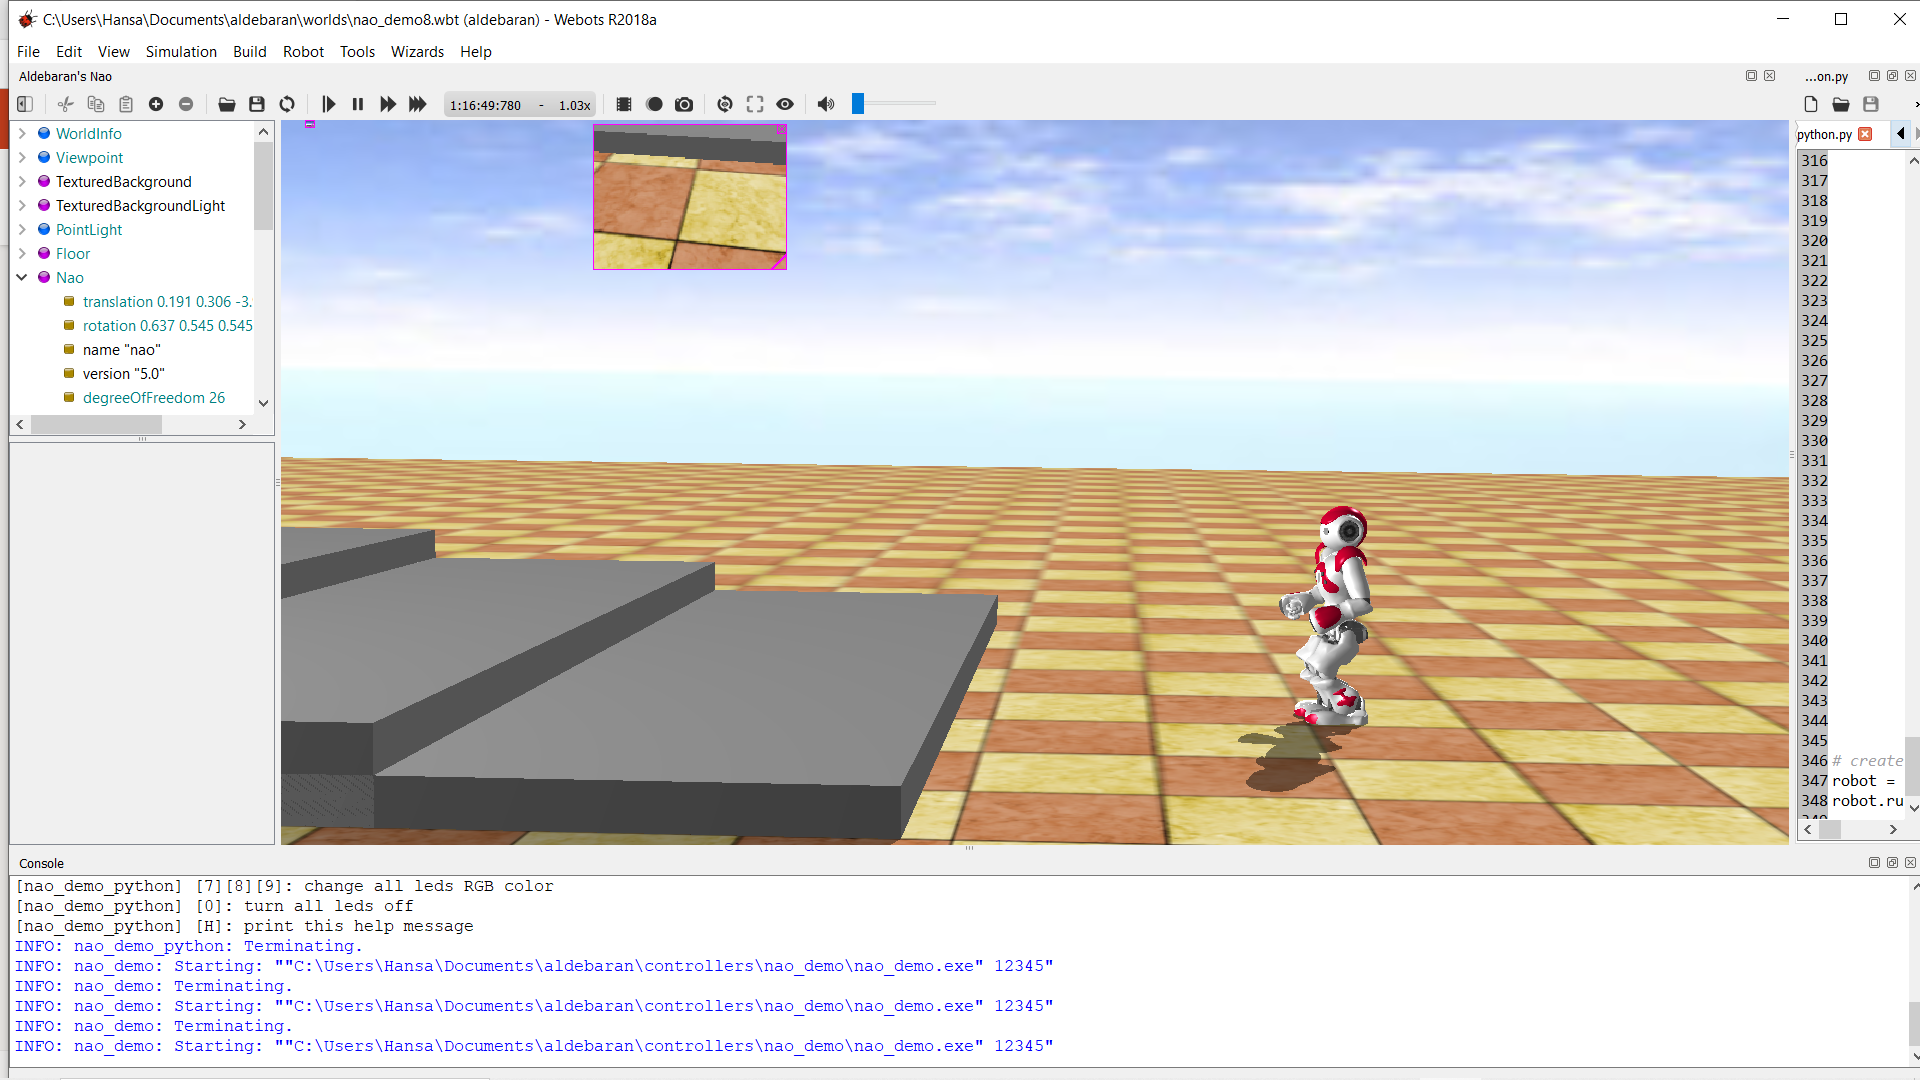 C:\Users\Hansa\Documents\aldebaran\worlds\nao_demo8.wbt (aldebaran) - Webots R2018a
File Edit View Simulation Build Robot Tools Wizards Help
Aldebaran's Nao
...on.py
1:16:49:780 - 1.03x
python.py
WorldInfo
Viewpoint
TexturedBackground
TexturedBackgroundLight
PointLight
Floor
Nao
translation 0.191 0.306 -3.
rotation 0.637 0.545 0.545
name "nao"
version "5.0"
degreeOfFreedom 26
316
317
318
319
320
321
322
323
324
325
326
327
328
329
330
331
332
333
334
335
336
337
338
339
340
341
342
343
344
345
346 # create
347 robot =
348 robot.ru
Console
[nao_demo_python] [7][8][9]: change all leds RGB color
[nao_demo_python] [0]: turn all leds off
[nao_demo_python] [H]: print this help message
INFO: nao_demo_python: Terminating.
INFO: nao_demo: Starting: ""C:\Users\Hansa\Documents\aldebaran\controllers\nao_demo\nao_demo.exe" 12345"
INFO: nao_demo: Terminating.
INFO: nao_demo: Starting: ""C:\Users\Hansa\Documents\aldebaran\controllers\nao_demo\nao_demo.exe" 12345"
INFO: nao_demo: Terminating.
INFO: nao_demo: Starting: ""C:\Users\Hansa\Documents\aldebaran\controllers\nao_demo\nao_demo.exe" 12345"